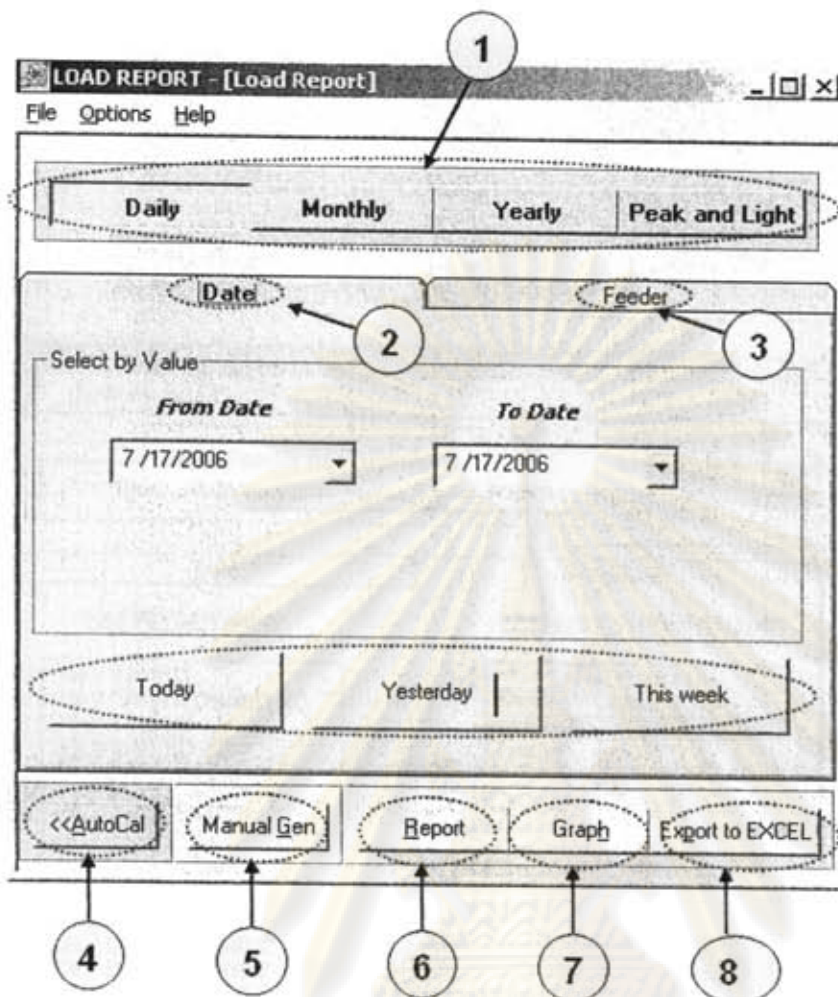 1
LOAD REPORT - [Load Report]
File Options Help
Daily Monthly Yearly Peak and Light
Date Feeder
2 3
Select by Value
From Date To Date
7 /17/2006 7 /17/2006
Today Yesterday This week
<<AutoCal Manual Gen Report Graph Export to EXCEL
4 5 6 7 8